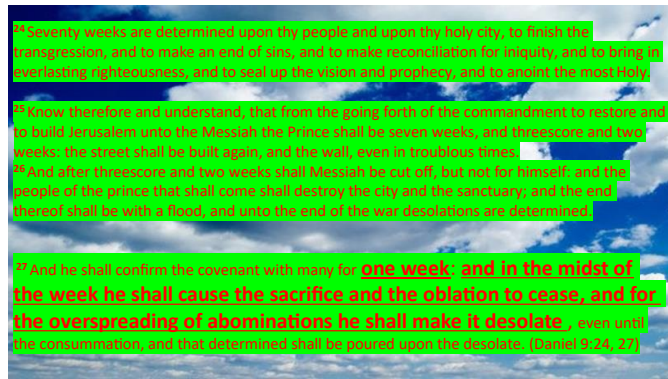 24 Seventy weeks are determined upon thy people and upon thy holy city, to finish the
transgression, and to make an end of sins, and to make reconciliation for iniquity, and to bring in
everlasting righteousness, and to seal up the vision and prophecy, and to anoint the most Holy.
25 Know therefore and understand, that from the going forth of the commandment to restore and
to build Jerusalem unto the Messiah the Prince shall be seven weeks, and threescore and two
weeks: the street shall be built again, and the wall, even in troublous times.
26 And after threescore and two weeks shall Messiah be cut off, but not for himself: and the
people of the prince that shall come shall destroy the city and the sanctuary; and the end
thereof shall be with a flood, and unto the end of the war desolations are determined.
27 And he shall confirm the covenant with many for one week: and in the midst of
the week he shall cause the sacrifice and the oblation to cease, and for
the overspreading of abominations he shall make it desolate , even until
the consummation, and that determined shall be poured upon the desolate. (Daniel 9:24, 27)